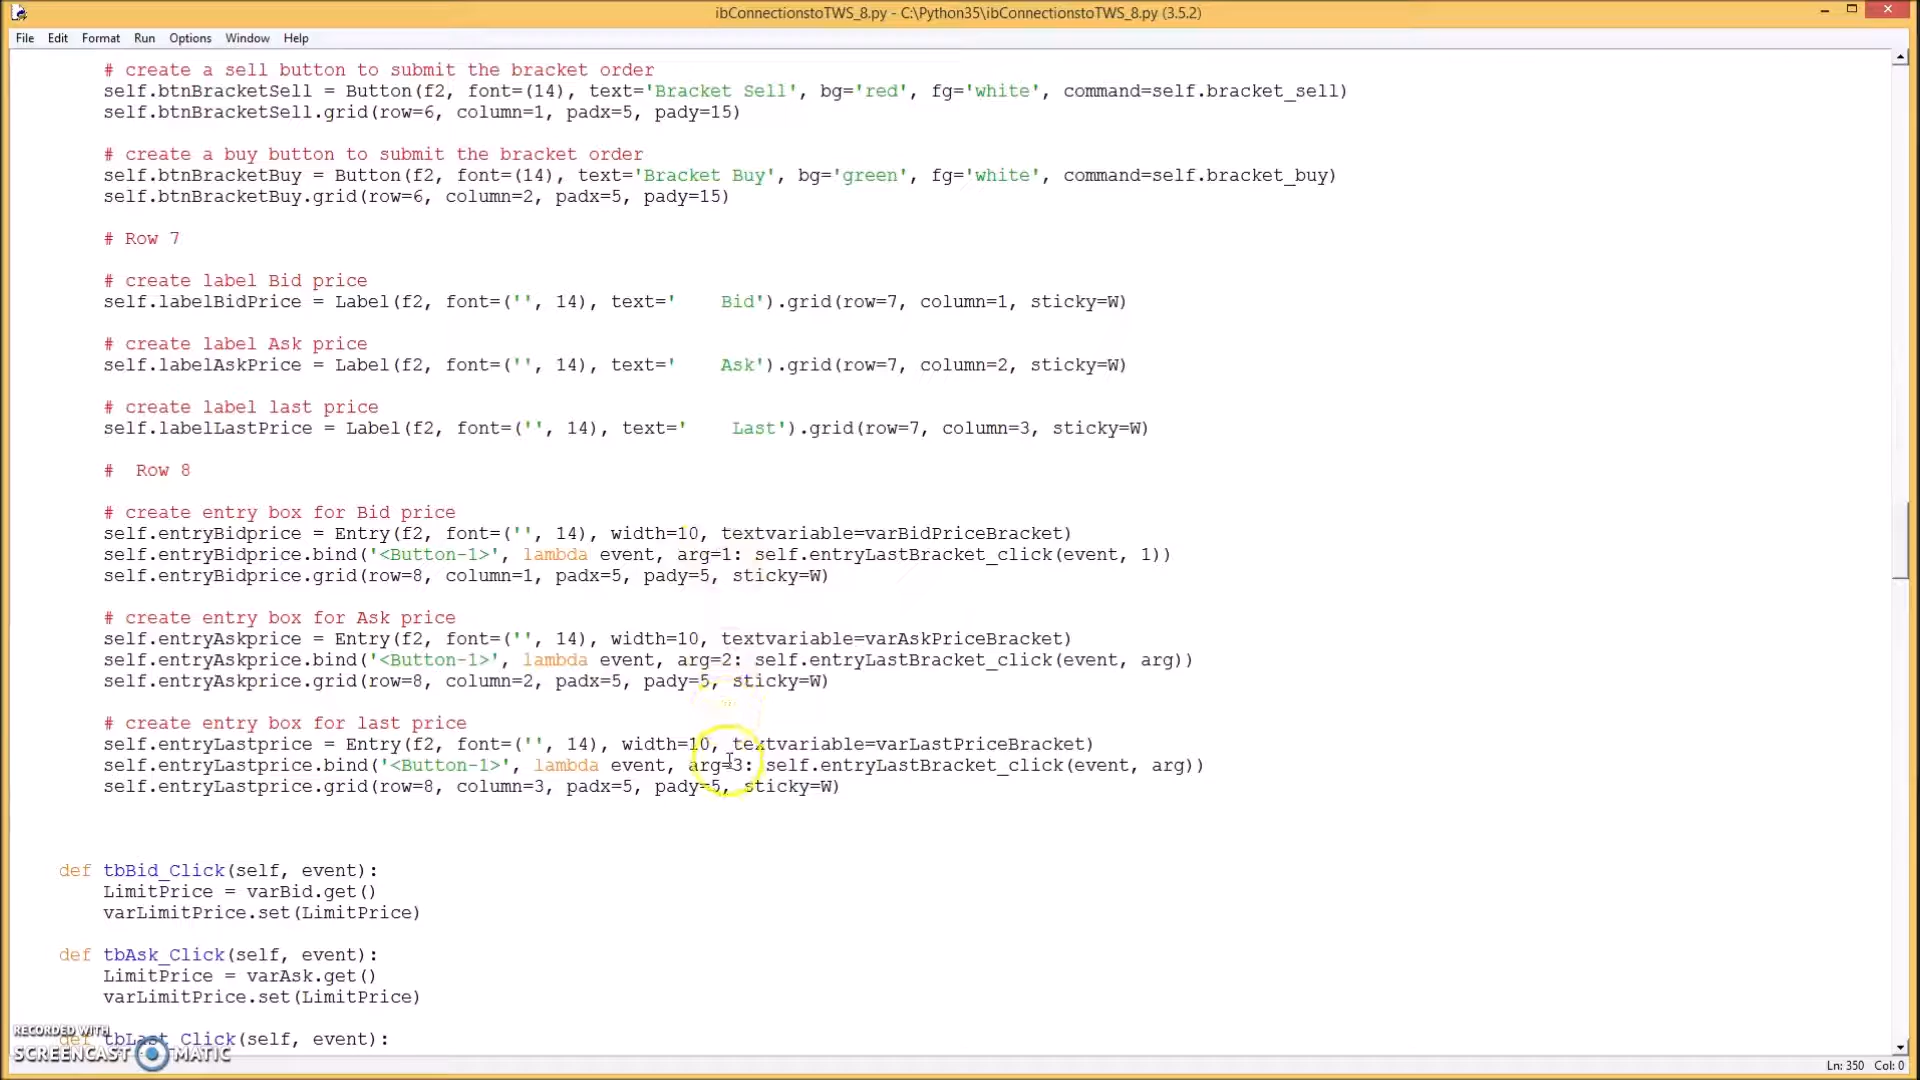 ibConnectionstoTWS_8.py - C:\Python35\ibConnectionstoTWS_8.py (3.5.2)
File Edit Format Run Options Window Help
# create a sell button to submit the bracket order
self.btnBracketSell = Button(f2, font=(14), text='Bracket Sell', bg='red', fg='white', command=self.bracket_sell)
self.btnBracketSell.grid(row=6, column=1, padx=5, pady=15)
# create a buy button to submit the bracket order
self.btnBracketBuy = Button(f2, font=(14), text='Bracket Buy', bg='green', fg='white', command=self.bracket_buy)
self.btnBracketBuy.grid(row=6, column=2, padx=5, pady=15)
# Row 7
# create label Bid price
self.labelBidPrice = Label(f2, font=('', 14), text='    Bid').grid(row=7, column=1, sticky=W)
# create label Ask price
self.labelAskPrice = Label(f2, font=('', 14), text='    Ask').grid(row=7, column=2, sticky=W)
# create label last price
self.labelLastPrice = Label(f2, font=('', 14), text='    Last').grid(row=7, column=3, sticky=W)
#  Row 8
# create entry box for Bid price
self.entryBidprice = Entry(f2, font=('', 14), width=10, textvariable=varBidPriceBracket)
self.entryBidprice.bind('<Button-1>', lambda event, arg=1: self.entryLastBracket_click(event, 1))
self.entryBidprice.grid(row=8, column=1, padx=5, pady=5, sticky=W)
# create entry box for Ask price
self.entryAskprice = Entry(f2, font=('', 14), width=10, textvariable=varAskPriceBracket)
self.entryAskprice.bind('<Button-1>', lambda event, arg=2: self.entryLastBracket_click(event, arg))
self.entryAskprice.grid(row=8, column=2, padx=5, pady=5, sticky=W)
# create entry box for last price
self.entryLastprice = Entry(f2, font=('', 14), width=10, textvariable=varLastPriceBracket)
self.entryLastprice.bind('<Button-1>', lambda event, arg=3: self.entryLastBracket_click(event, arg))
self.entryLastprice.grid(row=8, column=3, padx=5, pady=5, sticky=W)
def tbBid_Click(self, event):
LimitPrice = varBid.get()
varLimitPrice.set(LimitPrice)
def tbAsk_Click(self, event):
LimitPrice = varAsk.get()
varLimitPrice.set(LimitPrice)
def tbLast_Click(self, event):
RECORDED WITH
SCREENCAST MATIC
Ln: 350 Col: 0